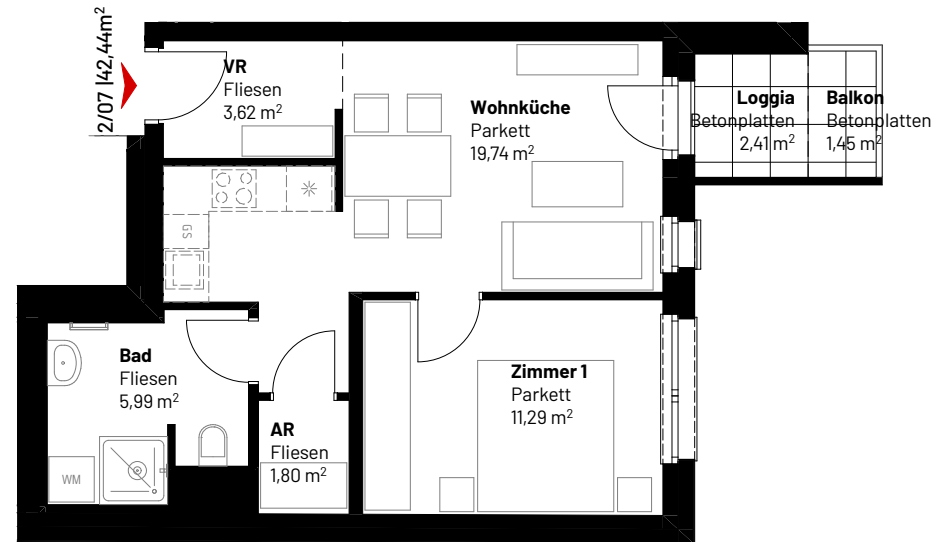 2/07 |42,44m²
VR
Fliesen
3,62 m²
Wohnküche
Parkett
19,74 m²
Loggia
Betonplatten
2,41 m²
Balkon
Betonplatten
1,45 m²
GS
Bad
Fliesen
5,99 m²
WM
AR
Fliesen
1,80 m²
Zimmer 1
Parkett
11,29 m²